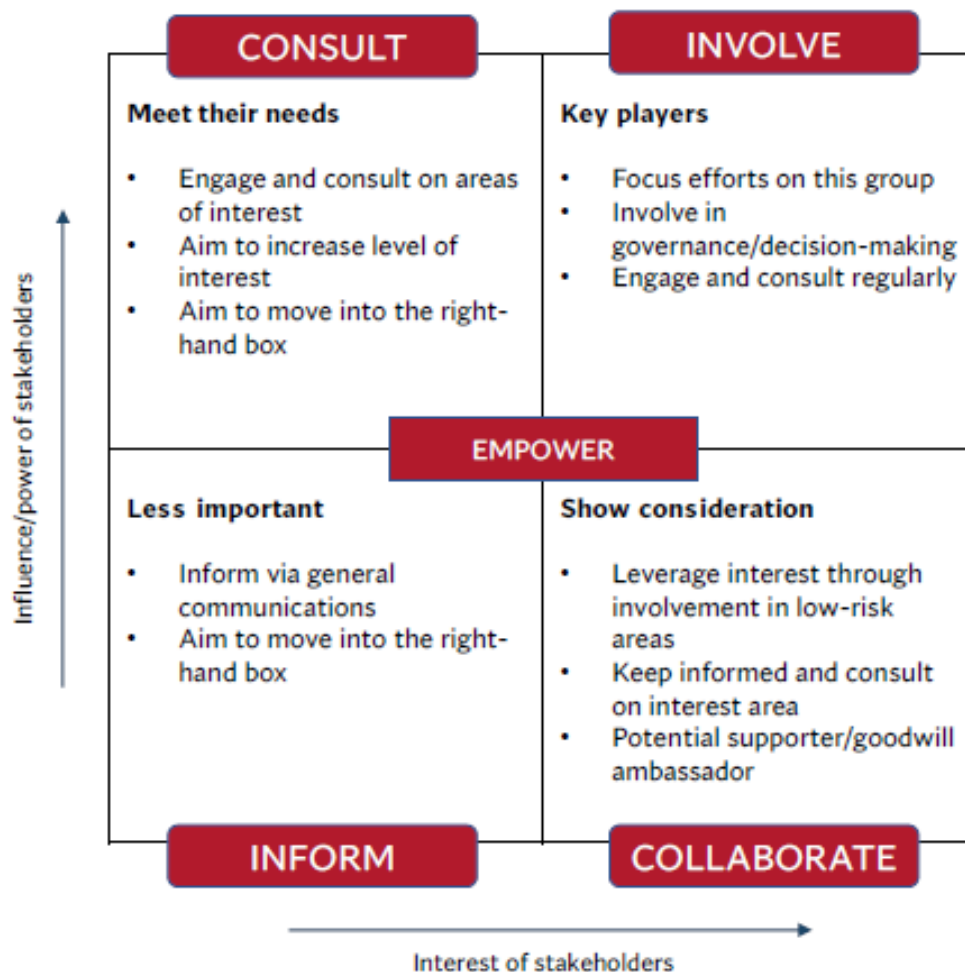 CONSULT
INVOLVE
Meet their needs
• Engage and consult on areas
of interest
• Aim to increase level of
interest
• Aim to move into the right-
hand box
Key players
• Focus efforts on this group
• Involve in
governance/decision-making
• Engage and consult regularly
Influence/power of stakeholders
EMPOWER
Less important
• Inform via general
communications
• Aim to move into the right-
hand box
Show consideration
• Leverage interest through
involvement in low-risk
areas
• Keep informed and consult
on interest area
• Potential supporter/goodwill
ambassador
INFORM
COLLABORATE
Interest of stakeholders